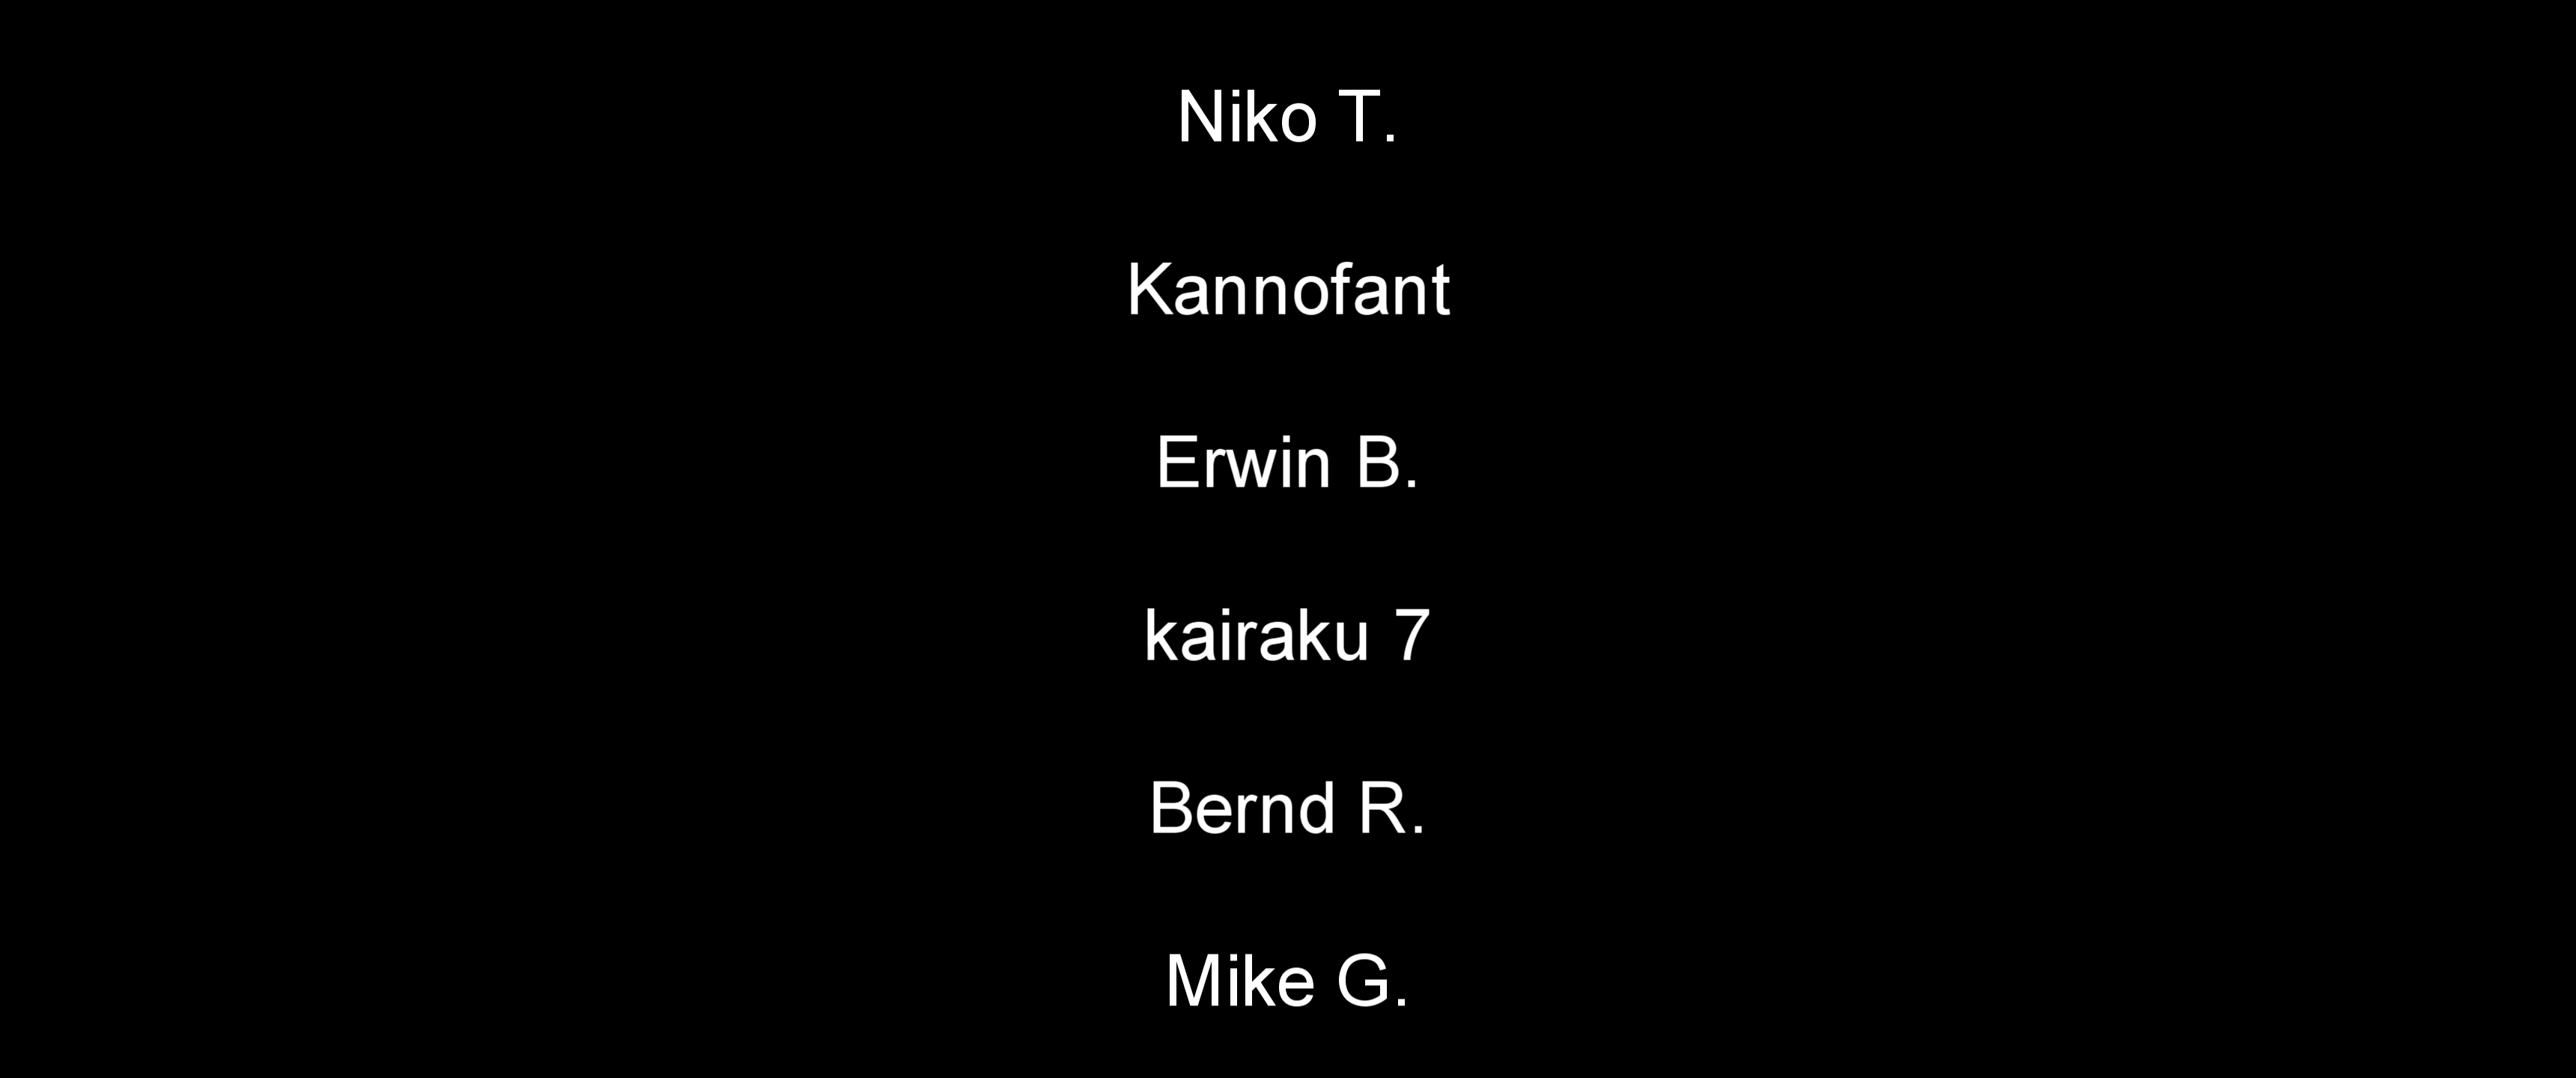 Niko T.
Kannofant
Erwin B.
kairaku 7
Bernd R.
Mike G.